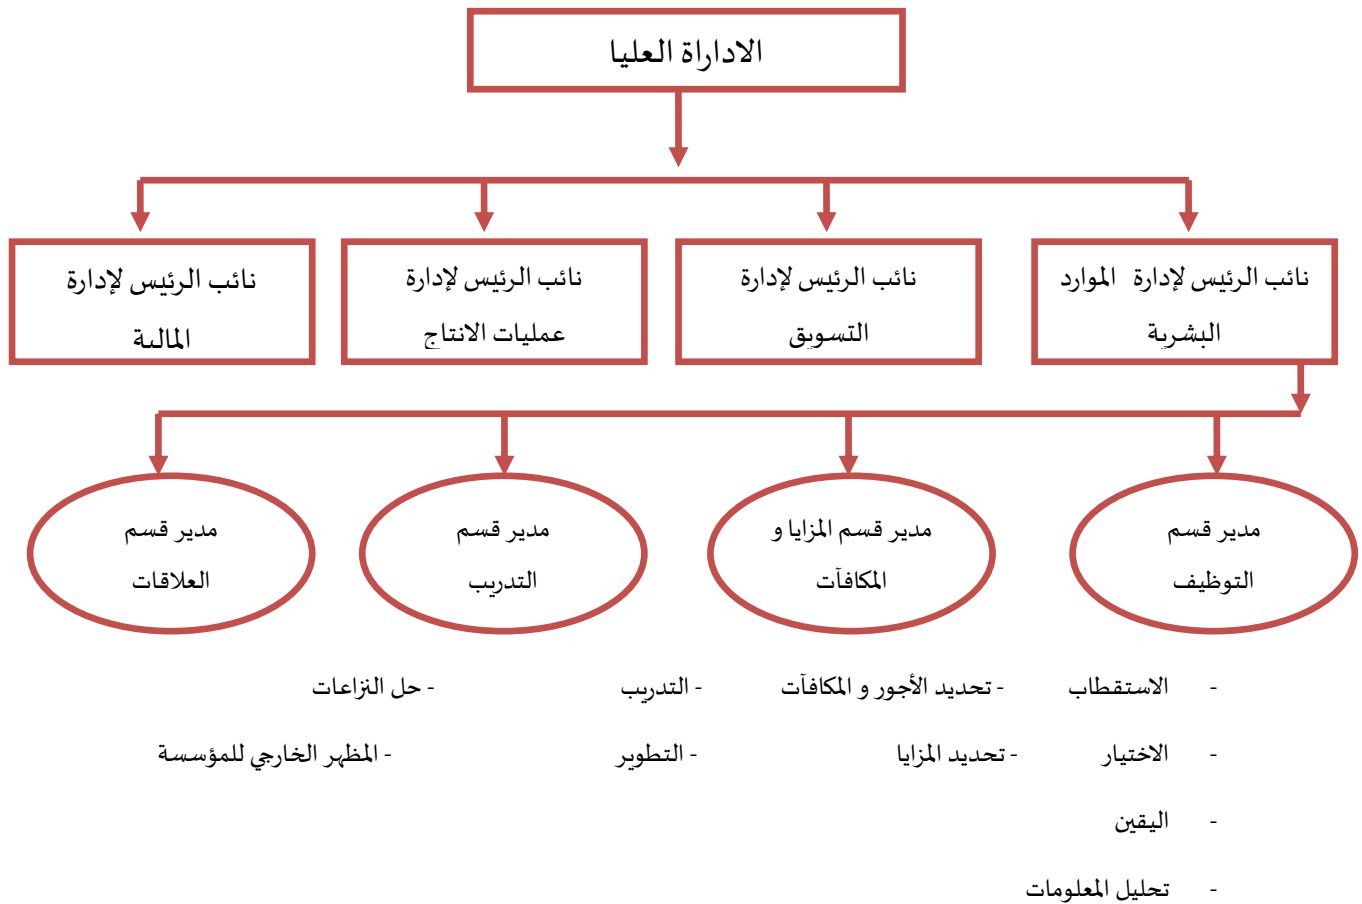 الاداراة العليا
نائب الرئيس لإدارة الموارد
البشرية
نائب الرئيس لإدارة
التسويق
نائب الرئيس لإدارة
عمليات الانتاج
نائب الرئيس لإدارة
المالية
مدير قسم
التوظيف
مدير قسم المزايا و
المكافآت
مدير قسم
التدريب
مدير قسم
العلاقات
- الاستقطاب
- الاختيار
- اليقين
- تحليل المعلومات
- تحديد الأجور و المكافآت
- تحديد المزايا
- التدريب
- التطوير
- حل النزاعات
- المظهر الخارجي للمؤسسة